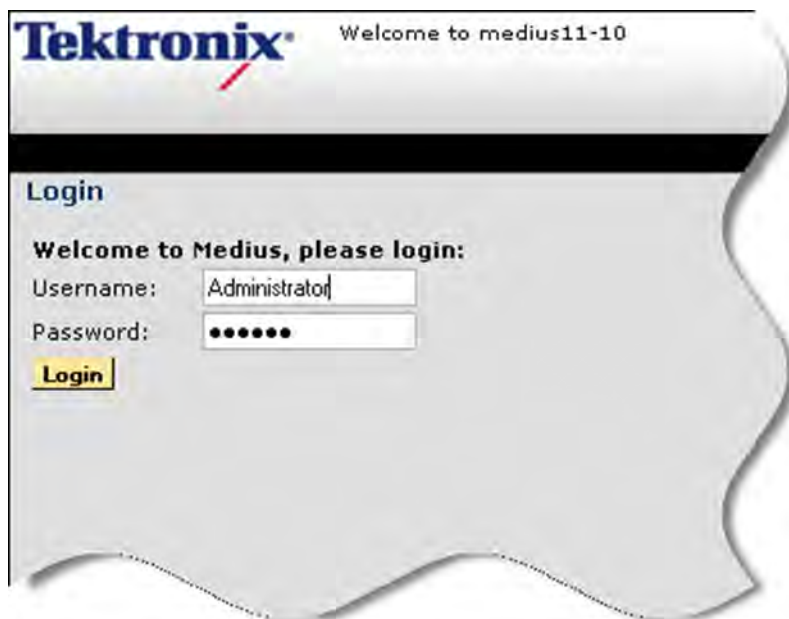 Tektronix
Welcome to medius11-10
Login
Welcome to Medius, please login:
Username: Administrator
Password: ●●●●●●
Login